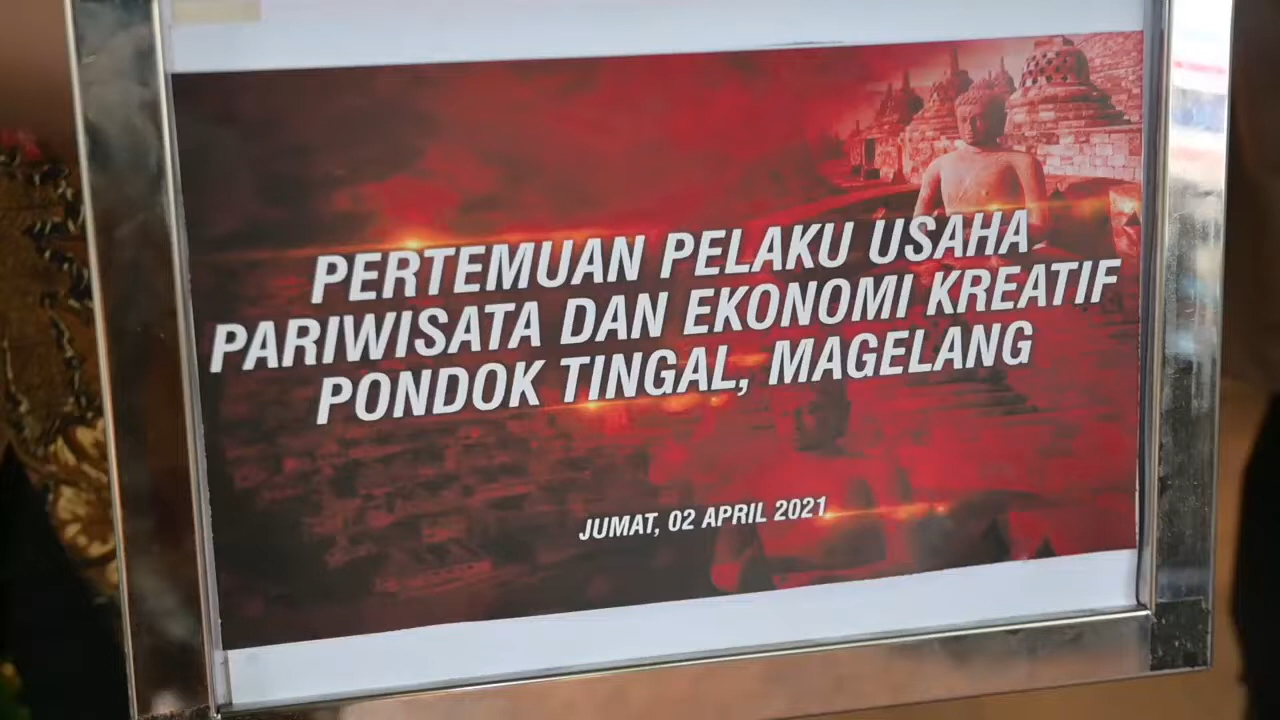 PERTEMUAN PELAKU USAHA
PARIWISATA DAN EKONOMI KREATIF
PONDOK TINGAL, MAGELANG
JUMAT, 02 APRIL 2021